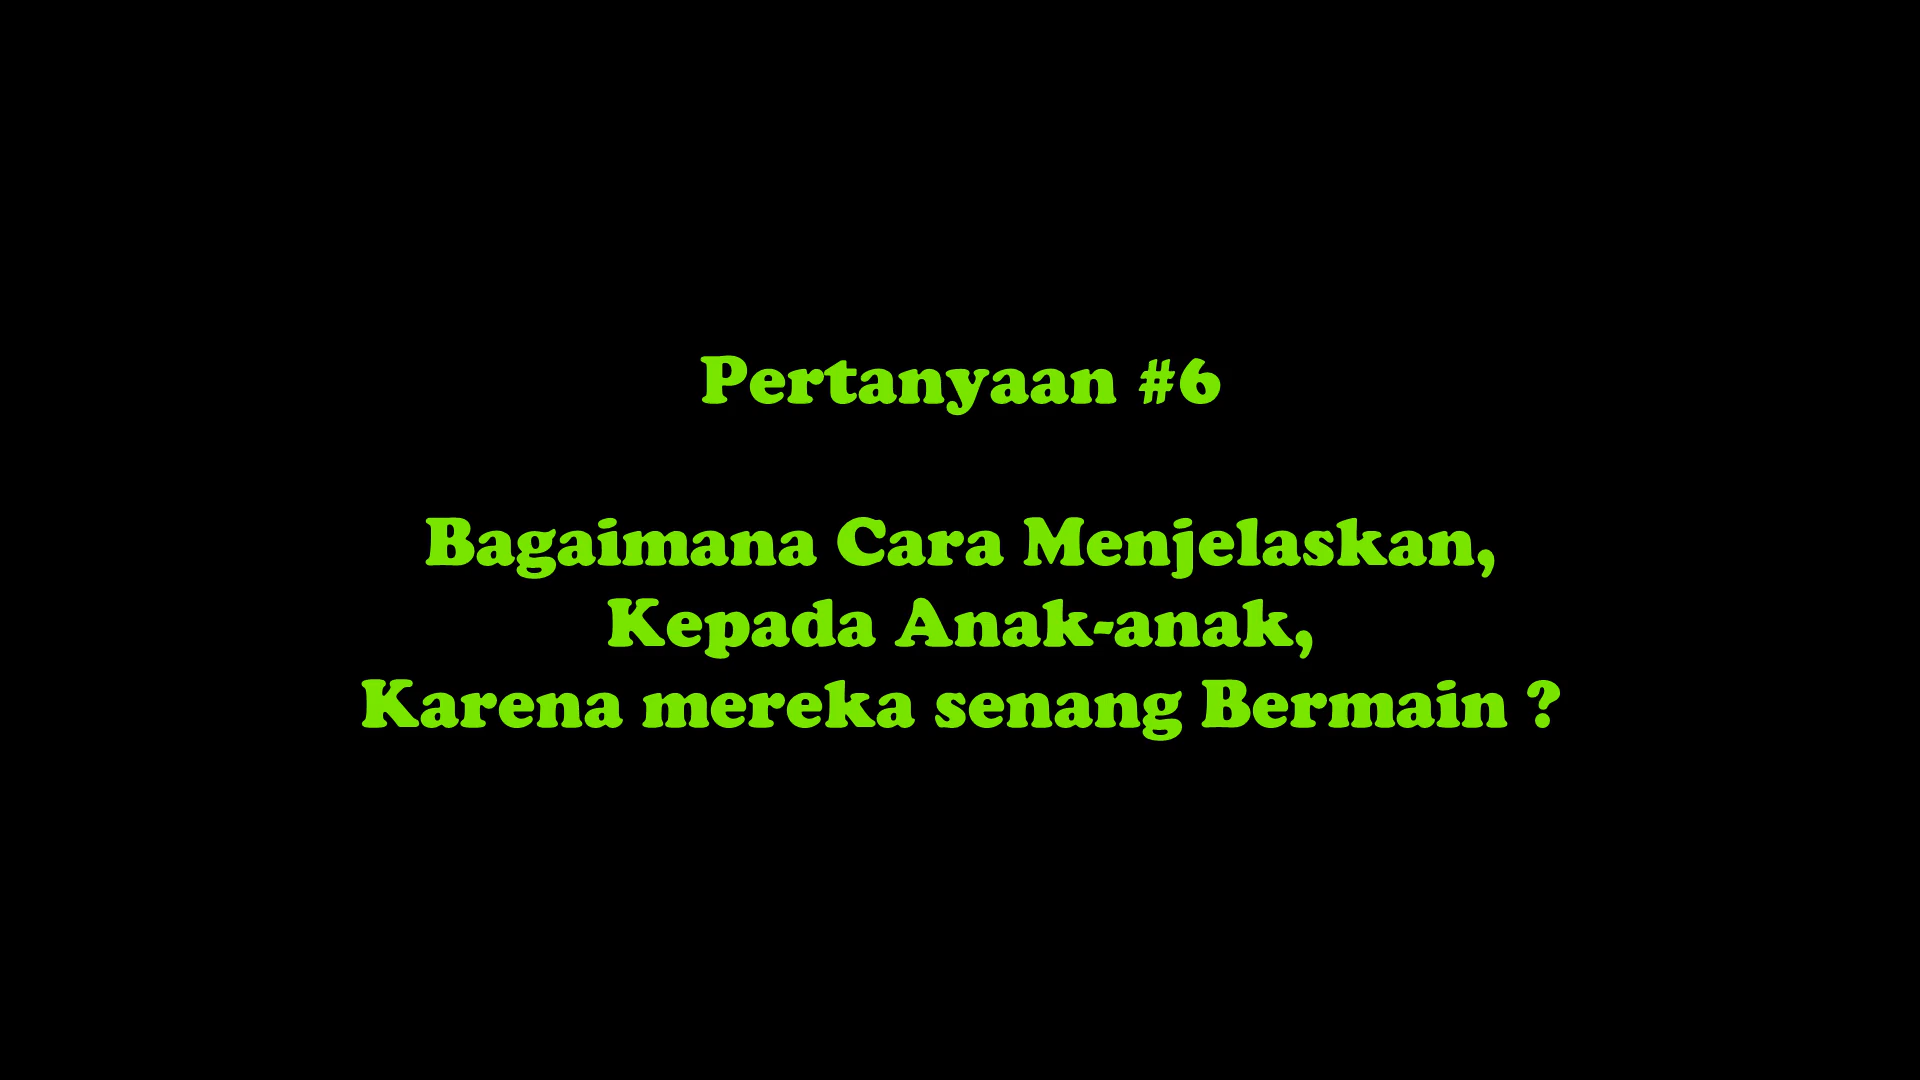 Pertanyaan #6
Bagaimana Cara Menjelaskan,
Kepada Anak-anak,
Karena mereka senang Bermain ?